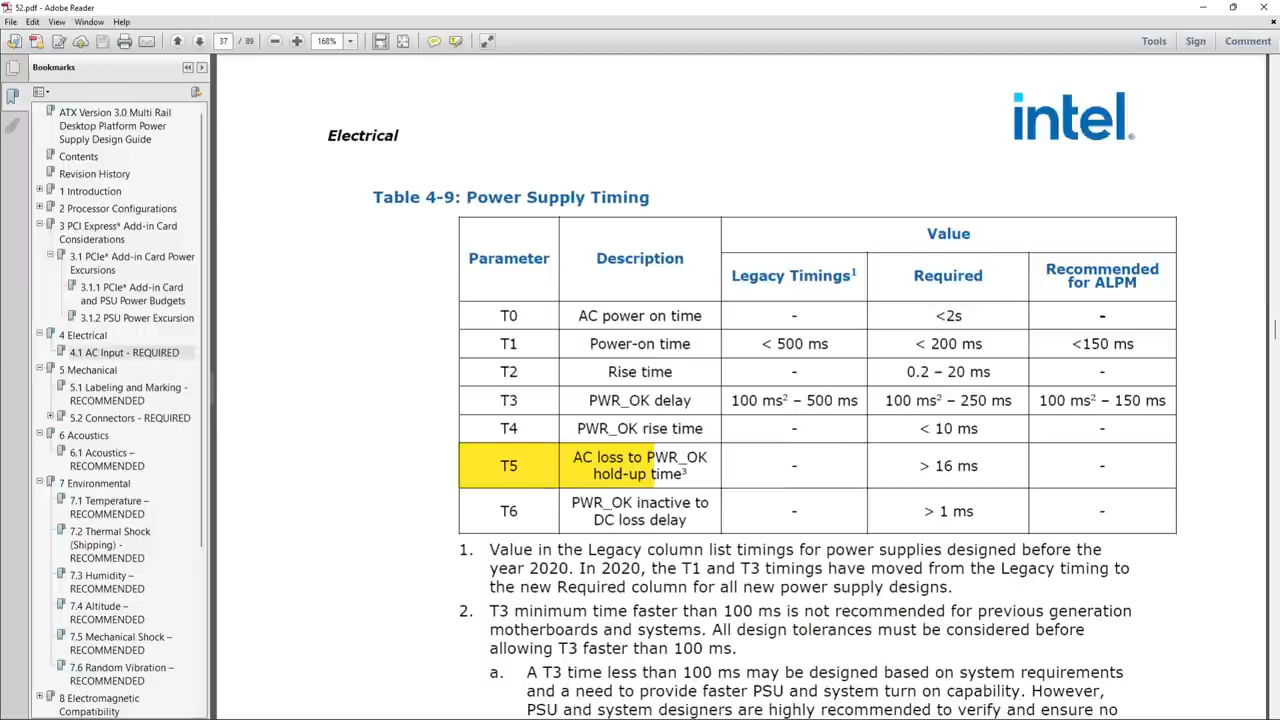 52.pdf - Adobe Reader
File Edit View Window Help
37 / 89 168% Tools Sign Comment
Bookmarks
ATX Version 3.0 Multi Rail
Desktop Platform Power
Supply Design Guide
Contents
Revision History
1 Introduction
2 Processor Configurations
3 PCI Express* Add-in Card
Considerations
3.1 PCIe* Add-in Card Power
Excursions
3.1.1 PCIe* Add-in Card
and PSU Power Budgets
3.1.2 PSU Power Excursion
4 Electrical
4.1 AC Input - REQUIRED
5 Mechanical
5.1 Labeling and Marking -
RECOMMENDED
5.2 Connectors - REQUIRED
6 Acoustics
6.1 Acoustics –
RECOMMENDED
7 Environmental
7.1 Temperature –
RECOMMENDED
7.2 Thermal Shock
(Shipping) -
RECOMMENDED
7.3 Humidity –
RECOMMENDED
7.4 Altitude –
RECOMMENDED
7.5 Mechanical Shock –
RECOMMENDED
7.6 Random Vibration –
RECOMMENDED
8 Electromagnetic
Compatibility
intel.
Electrical
Table 4-9: Power Supply Timing
Parameter Description Value
Legacy Timings¹ Required Recommended
for ALPM
T0 AC power on time - <2s -
T1 Power-on time < 500 ms < 200 ms <150 ms
T2 Rise time - 0.2 – 20 ms -
T3 PWR_OK delay 100 ms² – 500 ms 100 ms² – 250 ms 100 ms² – 150 ms
T4 PWR_OK rise time - < 10 ms -
T5 AC loss to PWR_OK
hold-up time³ - > 16 ms -
T6 PWR_OK inactive to
DC loss delay - > 1 ms -
1. Value in the Legacy column list timings for power supplies designed before the
year 2020. In 2020, the T1 and T3 timings have moved from the Legacy timing to
the new Required column for all new power supply designs.
2. T3 minimum time faster than 100 ms is not recommended for previous generation
motherboards and systems. All design tolerances must be considered before
allowing T3 faster than 100 ms.
a. A T3 time less than 100 ms may be designed based on system requirements
and a need to provide faster PSU and system turn on capability. However,
PSU and system designers are highly recommended to verify and ensure no